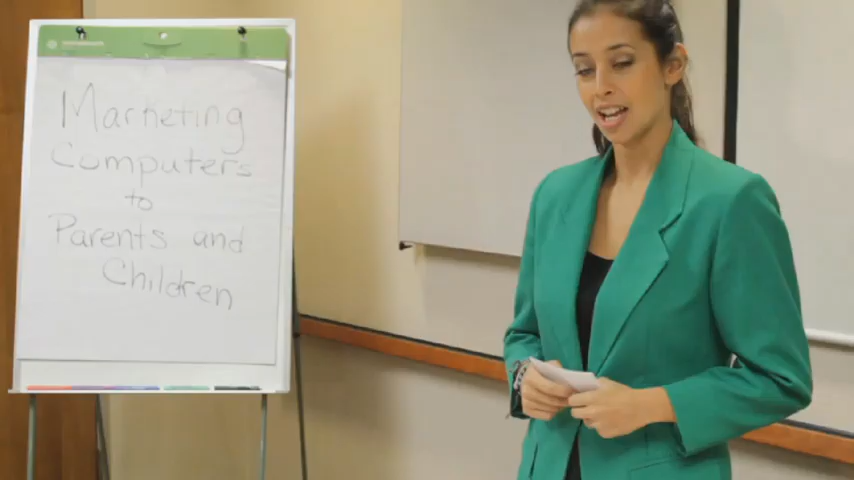 Marketing
Computers
to
Parents and
Children